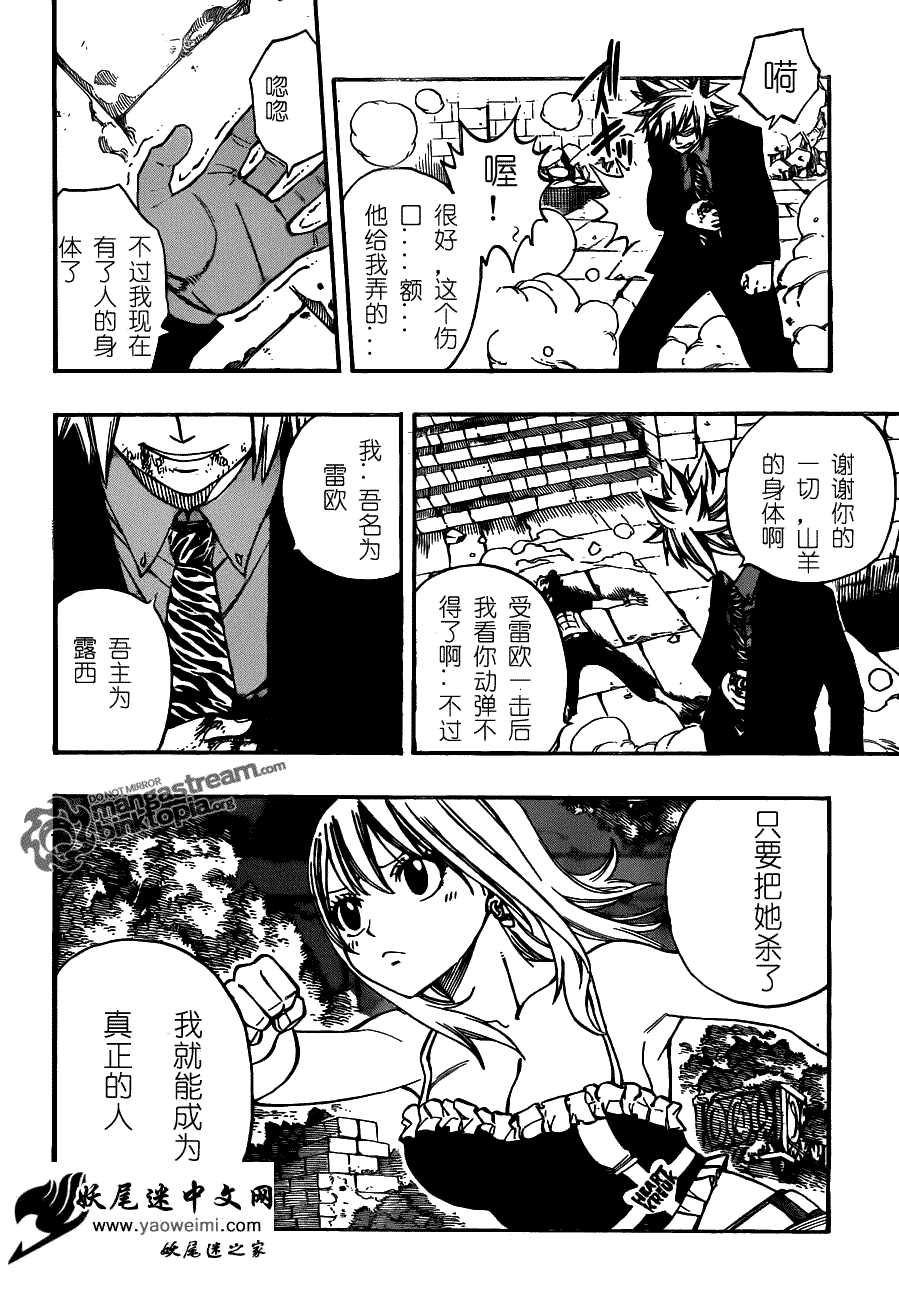 嗬
喔！
很好，这个伤
口．．．．额．．．
他给我弄的．．．
惚
惚
不过我现在
有了人的身
体了
谢谢你的
一切，山羊
的身体啊
受雷欧一击后
我看你动弹不
得了啊．．不过
我．吾名为
雷欧
吾主为
露西
只要把她杀了
我就能成为
真正的人
HEART
KRUZ
DO NOT MIRROR
mangastream.com
binktopia.org
妖尾迷中文网
www.yaoweimi.com
妖尾迷之家